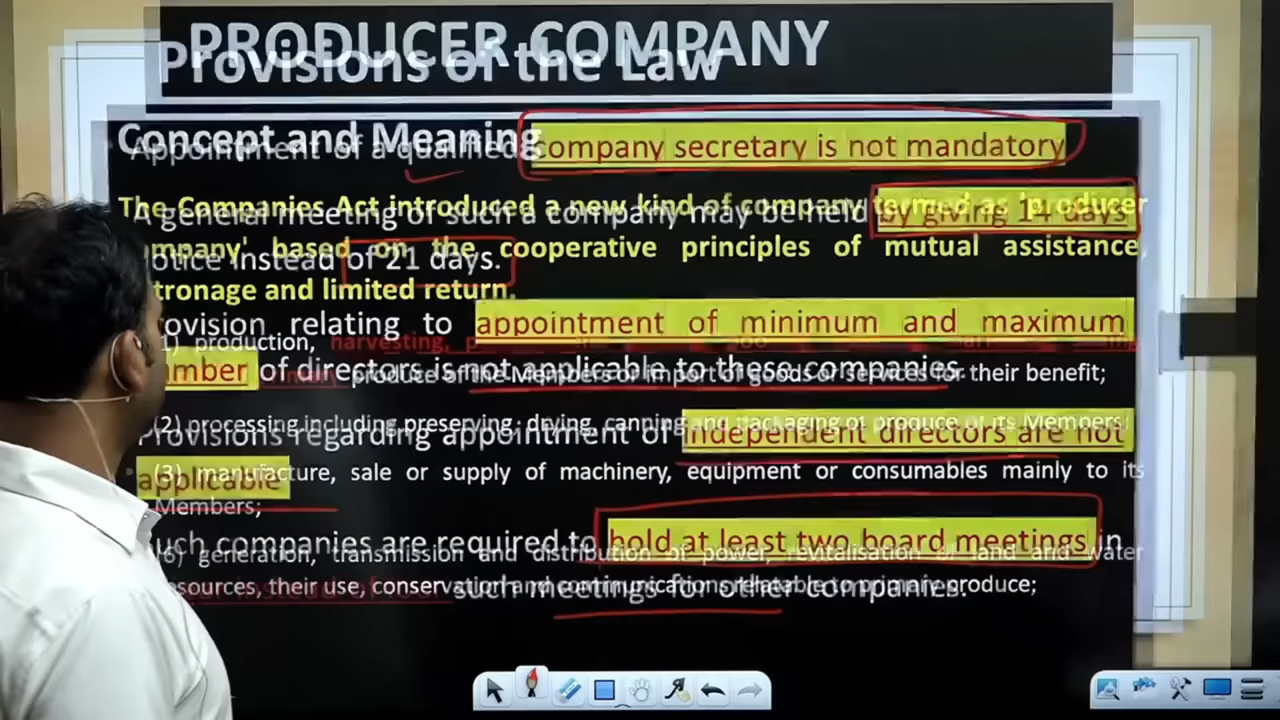 PRODUCER COMPANY
Provisions of the Law
Concept and Meaning
Appointment of a qualified company secretary is not mandatory
The Companies Act introduced a new kind of company termed as 'producer
A general meeting of such a company may be held by giving 14 days
company' based on the cooperative principles of mutual assistance,
notice instead of 21 days.
patronage and limited return.
provision relating to appointment of minimum and maximum
(1) production, harvesting,
number of directors is not applicable to these companies.
produce of the Members or import of goods or services for their benefit;
(2) processing including preserving, drying, canning and packaging of produce of its Members
Provisions regarding appointment of independent directors are not
(3) manufacture, sale or supply of machinery, equipment or consumables mainly to its
applicable
Members;
such companies are required to hold at least two board meetings in
(6) generation, transmission and distribution of power, revitalisation of land and water
resources, their use, conservation and communications relatable to primary produce;
such meetings for other companies.